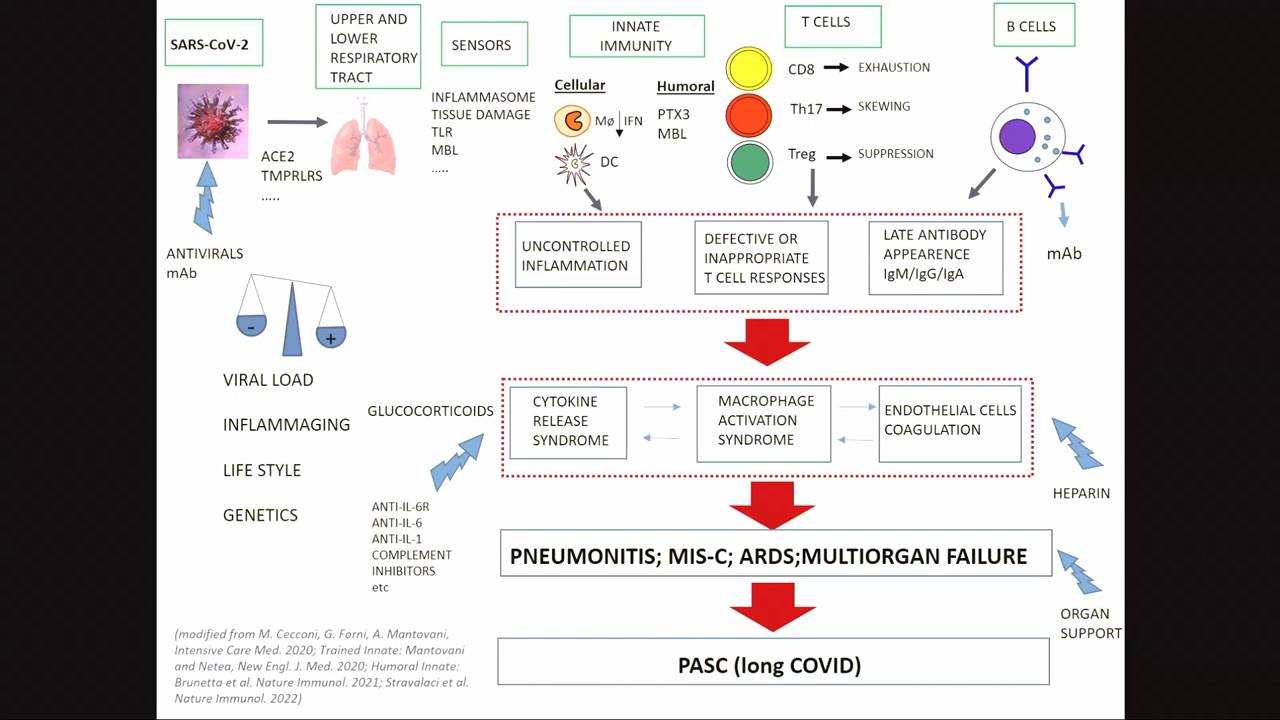 SARS-CoV-2
UPPER AND
LOWER
RESPIRATORY
TRACT
SENSORS
INNATE
IMMUNITY
T CELLS
B CELLS
ACE2
TMPRLRS
.....
INFLAMMASOME
TISSUE DAMAGE
TLR
MBL
.....
Cellular
Mø
IFN
DC
Humoral
PTX3
MBL
CD8
EXHAUSTION
Th17
SKEWING
Treg
SUPPRESSION
mAb
ANTIVIRALS
mAb
UNCONTROLLED
INFLAMMATION
DEFECTIVE OR
INAPPROPRIATE
T CELL RESPONSES
LATE ANTIBODY
APPEARENCE
IgM/IgG/IgA
-
+
VIRAL LOAD
INFLAMMAGING
LIFE STYLE
GENETICS
GLUCOCORTICOIDS
CYTOKINE
RELEASE
SYNDROME
MACROPHAGE
ACTIVATION
SYNDROME
ENDOTHELIAL CELLS
COAGULATION
HEPARIN
ANTI-IL-6R
ANTI-IL-6
ANTI-IL-1
COMPLEMENT
INHIBITORS
etc
PNEUMONITIS; MIS-C; ARDS;MULTIORGAN FAILURE
ORGAN
SUPPORT
PASC (long COVID)
(modified from M. Cecconi, G. Forni, A. Mantovani,
Intensive Care Med. 2020; Trained Innate: Mantovani
and Netea, New Engl. J. Med. 2020; Humoral Innate:
Brunetta et al. Nature Immunol. 2021; Stravalaci et al.
Nature Immunol. 2022)